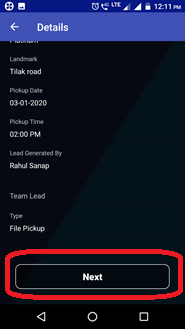 LTE 12:11 PM
Details
Platinum
Landmark
Tilak road
Pickup Date
03-01-2020
Pickup Time
02:00 PM
Lead Generated By
Rahul Sanap
Team Lead
Type
File Pickup
Next